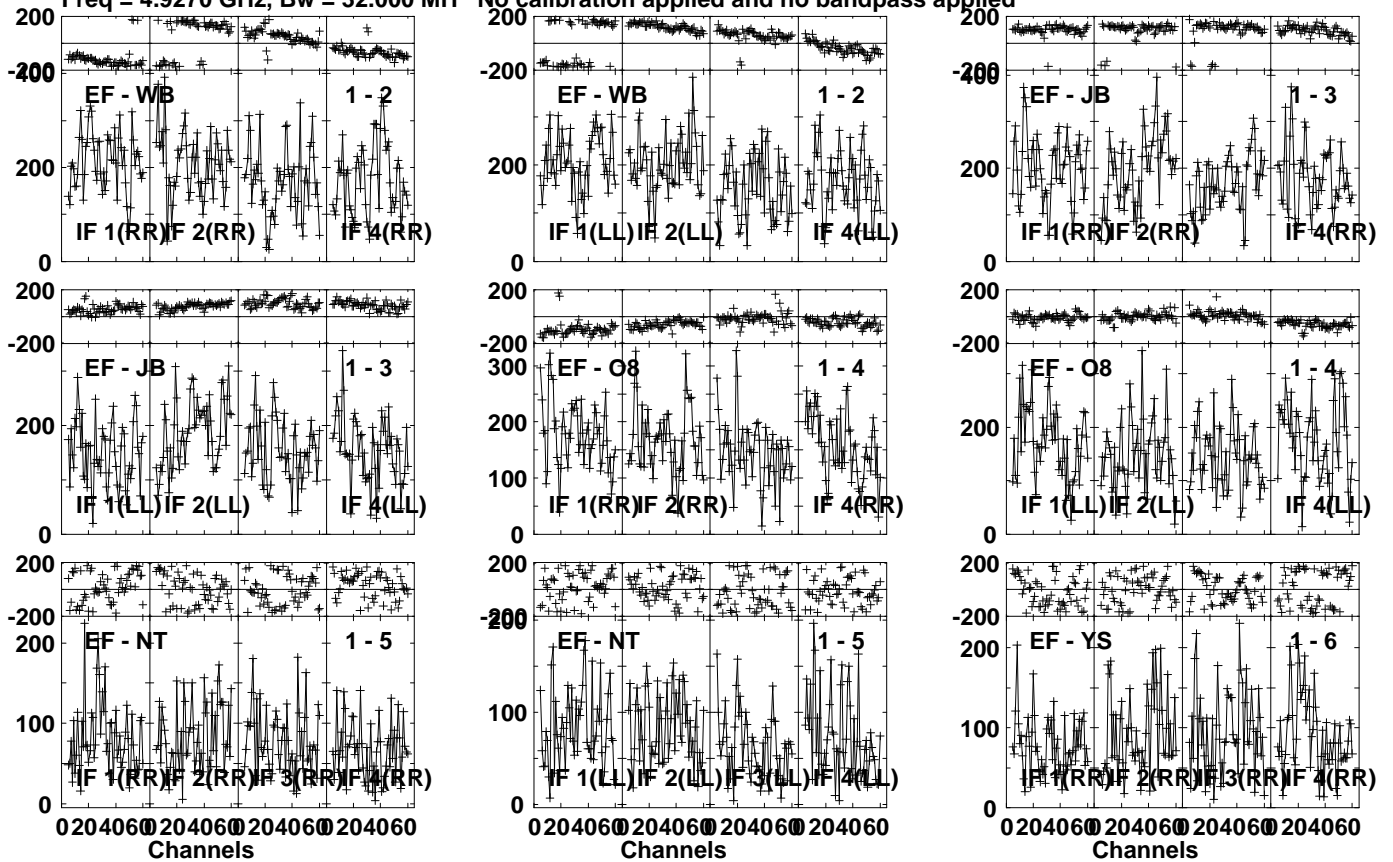 Freq = 4.9270 GHz, Bw = 32.000 MH No calibration applied and no bandpass applied
200 200 200
-200 -200 -200
400 400
EF - WB 1 - 2 EF - WB 1 - 2 EF - JB 1 - 3
200 200 200
IF 1(RR) IF 2(RR) IF 4(RR) IF 1(LL) IF 2(LL) IF 4(LL) IF 1(RR) IF 2(RR) IF 4(RR)
0 0 0
200 200 200
-200 -200 -200
EF - JB 1 - 3 EF - O8 1 - 4 EF - O8 1 - 4
300
200 200 200
100
IF 1(LL) IF 2(LL) IF 4(LL) IF 1(RR) IF 2(RR) IF 4(RR) IF 1(LL) IF 2(LL) IF 4(LL)
0 0 0
200 200 200
-200 -200 -200
200
EF - NT 1 - 5 EF - NT 1 - 5 EF - YS 1 - 6
200 200
100 100 100
IF 1(RR) IF 2(RR) IF 3(RR) IF 4(RR) IF 1(LL) IF 2(LL) IF 3(LL) IF 4(LL) IF 1(RR) IF 2(RR) IF 3(RR) IF 4(RR)
0 0 0
0 20 40 60 0 20 40 60 0 20 40 60 0 20 40 60 0 20 40 60 0 20 40 60 0 20 40 60 0 20 40 60 0 20 40 60 0 20 40 60 0 20 40 60 0 20 40 60
Channels Channels Channels